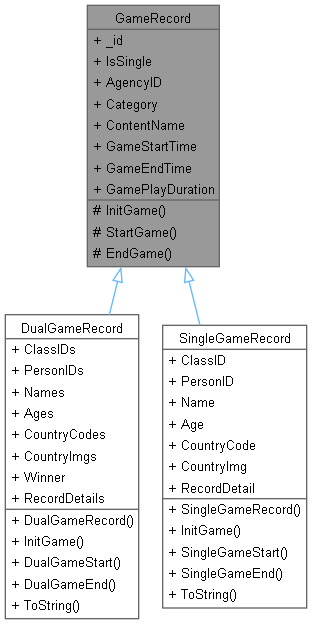 GameRecord
+ _id
+ IsSingle
+ AgencyID
+ Category
+ ContentName
+ GameStartTime
+ GameEndTime
+ GamePlayDuration
# InitGame()
# StartGame()
# EndGame()
DualGameRecord
+ ClassIDs
+ PersonIDs
+ Names
+ Ages
+ CountryCodes
+ CountryImgs
+ Winner
+ RecordDetails
+ DualGameRecord()
+ InitGame()
+ DualGameStart()
+ DualGameEnd()
+ ToString()
SingleGameRecord
+ ClassID
+ PersonID
+ Name
+ Age
+ CountryCode
+ CountryImg
+ RecordDetail
+ SingleGameRecord()
+ InitGame()
+ SingleGameStart()
+ SingleGameEnd()
+ ToString()